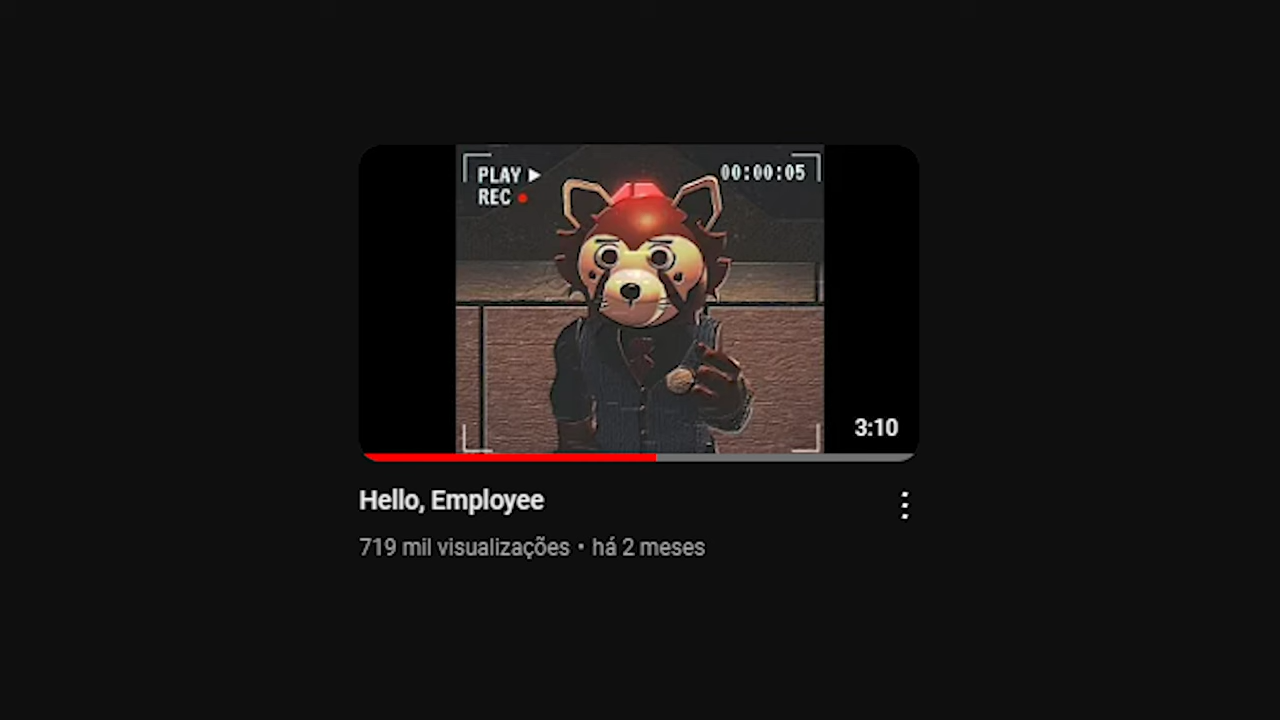 PLAY ▶ 00:00:05
REC
3:10
Hello, Employee
719 mil visualizações • há 2 meses